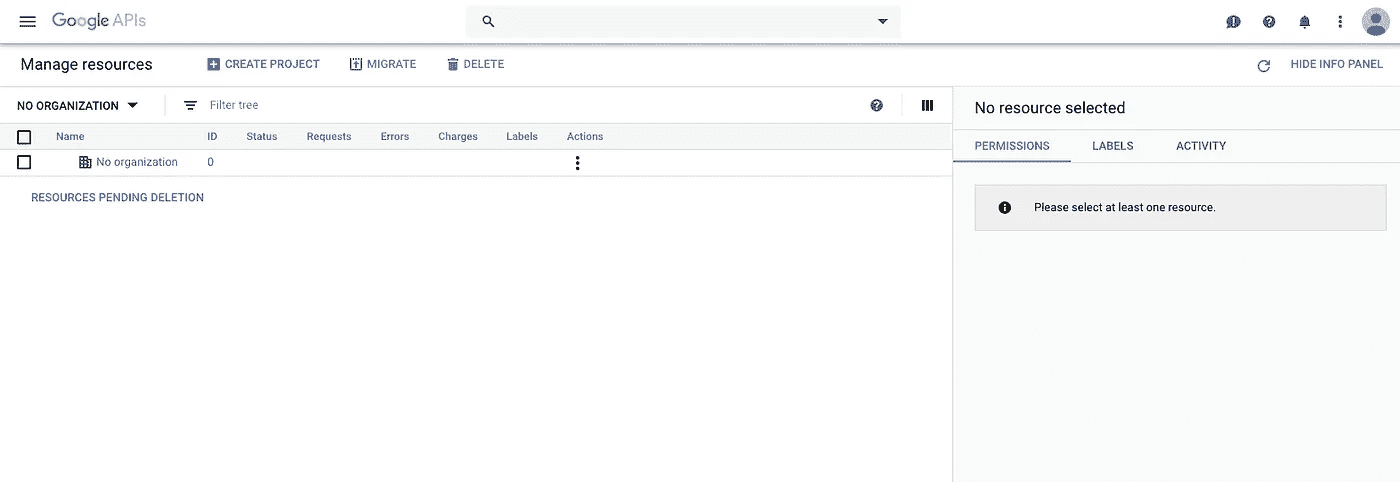 Google APIs
Manage resources CREATE PROJECT MIGRATE DELETE HIDE INFO PANEL
NO ORGANIZATION Filter tree
Name ID Status Requests Errors Charges Labels Actions
No organization 0
RESOURCES PENDING DELETION
No resource selected
PERMISSIONS LABELS ACTIVITY
Please select at least one resource.